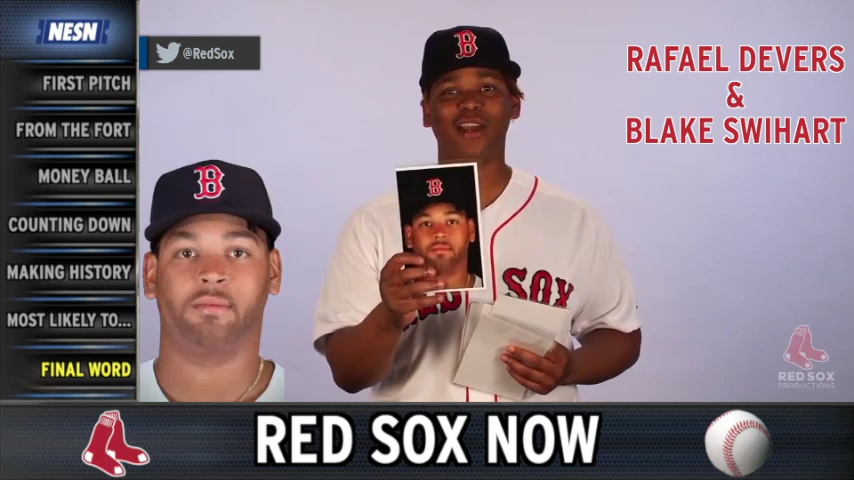 NESN
FIRST PITCH
FROM THE FORT
MONEY BALL
COUNTING DOWN
MAKING HISTORY
MOST LIKELY TO...
FINAL WORD
@RedSox
RAFAEL DEVERS
&
BLAKE SWIHART
B
B
B
RED SOX
RED SOX
PRODUCTIONS
RED SOX NOW